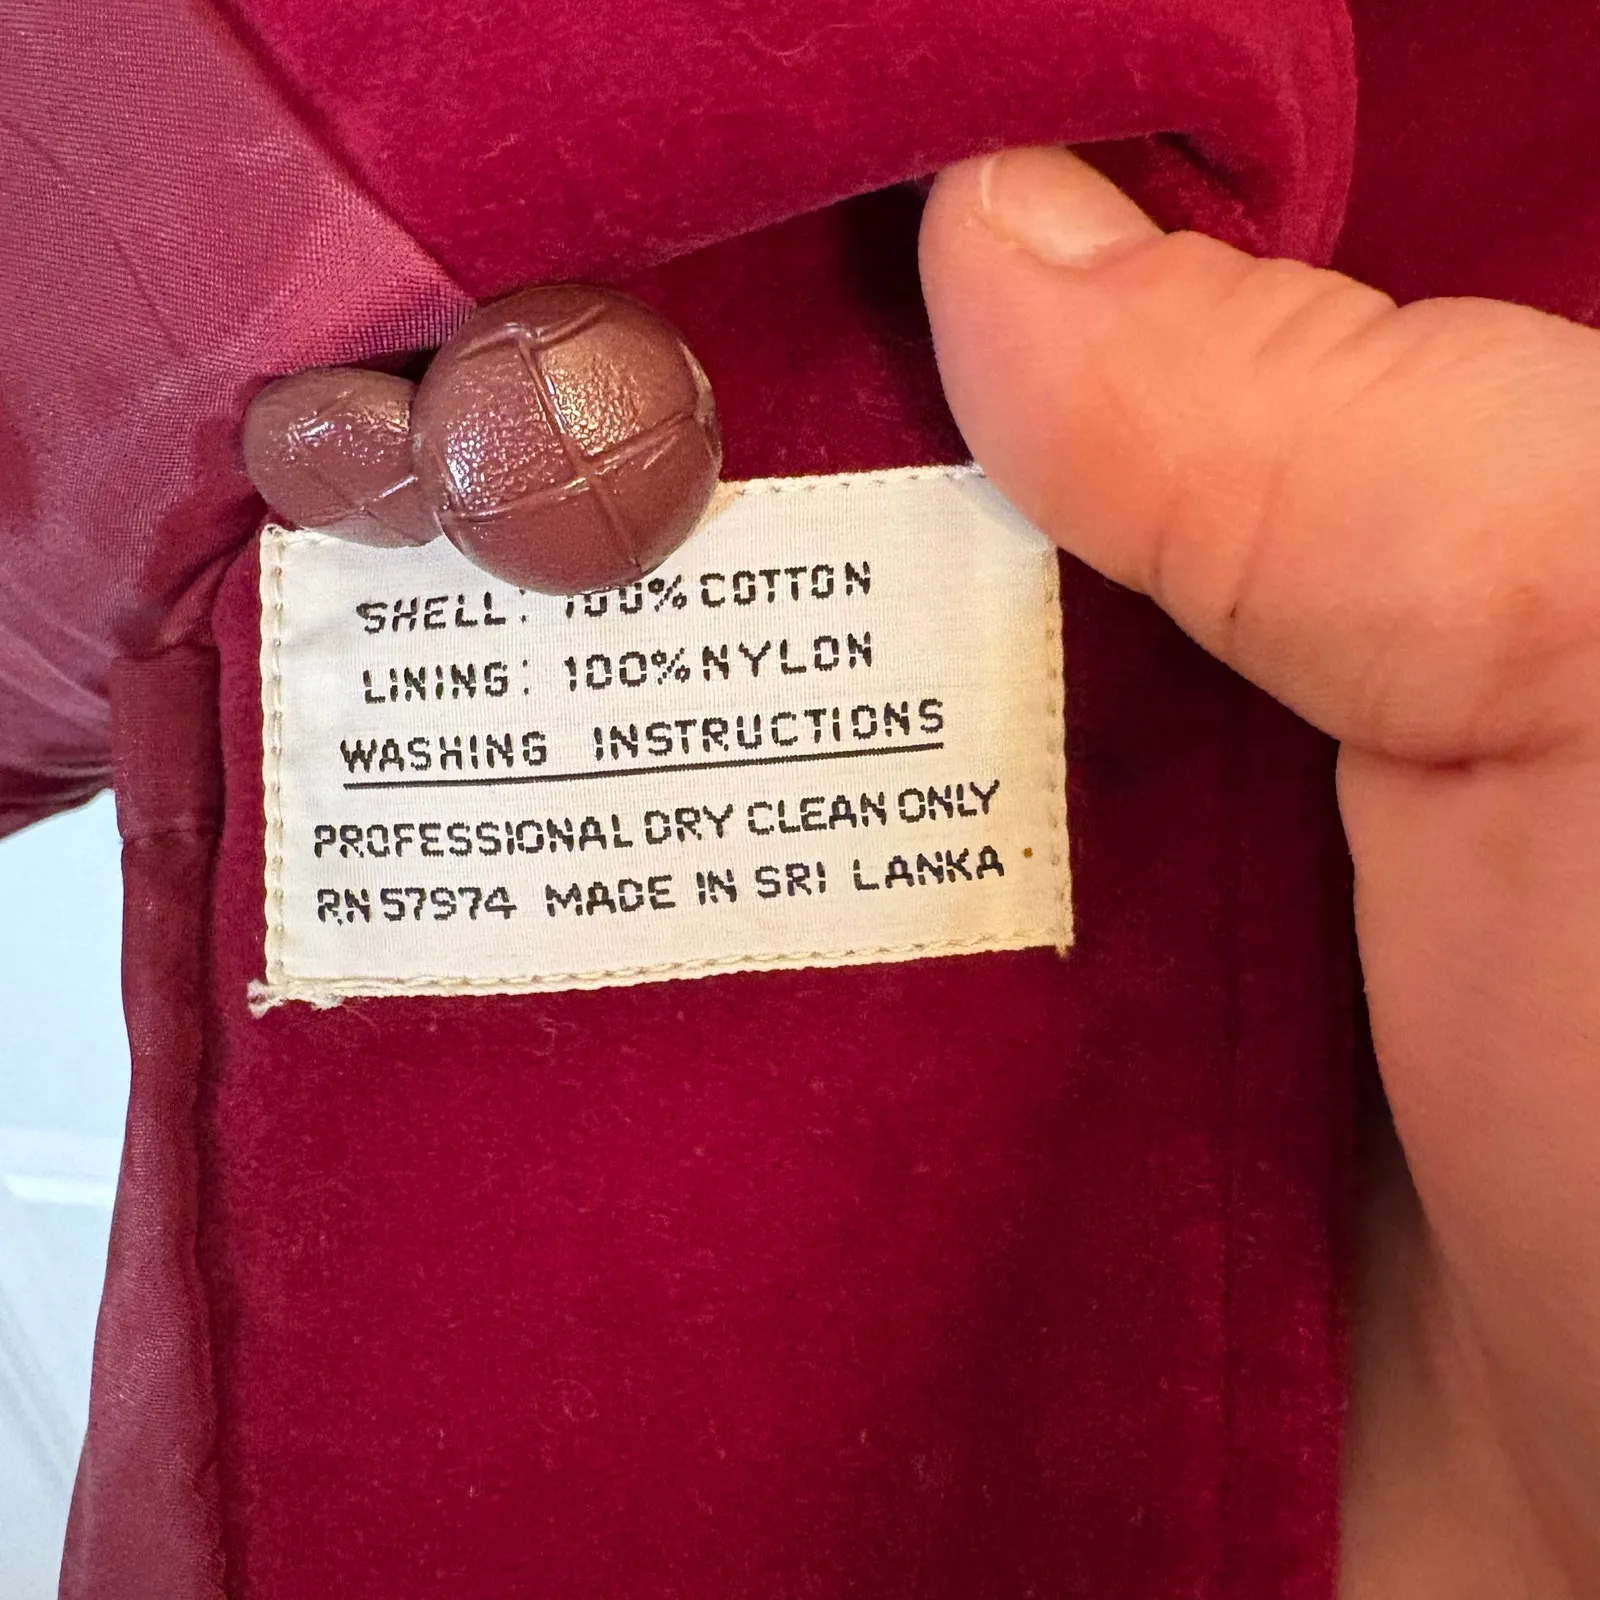 SHELL: 100% COTTON
LINING: 100% NYLON
WASHING INSTRUCTIONS
PROFESSIONAL DRY CLEAN ONLY
RN 57974 MADE IN SRI LANKA